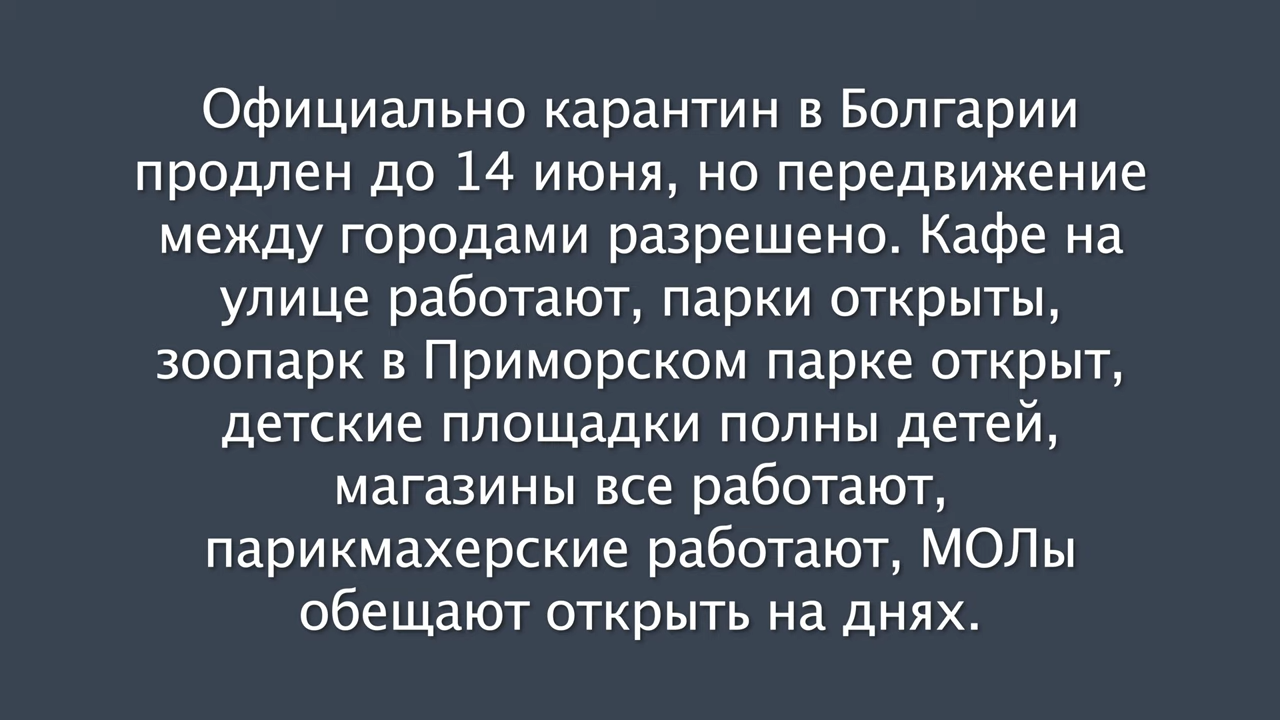 Официально карантин в Болгарии
продлен до 14 июня, но передвижение
между городами разрешено. Кафе на
улице работают, парки открыты,
зоопарк в Приморском парке открыт,
детские площадки полны детей,
магазины все работают,
парикмахерские работают, МОЛы
обещают открыть на днях.